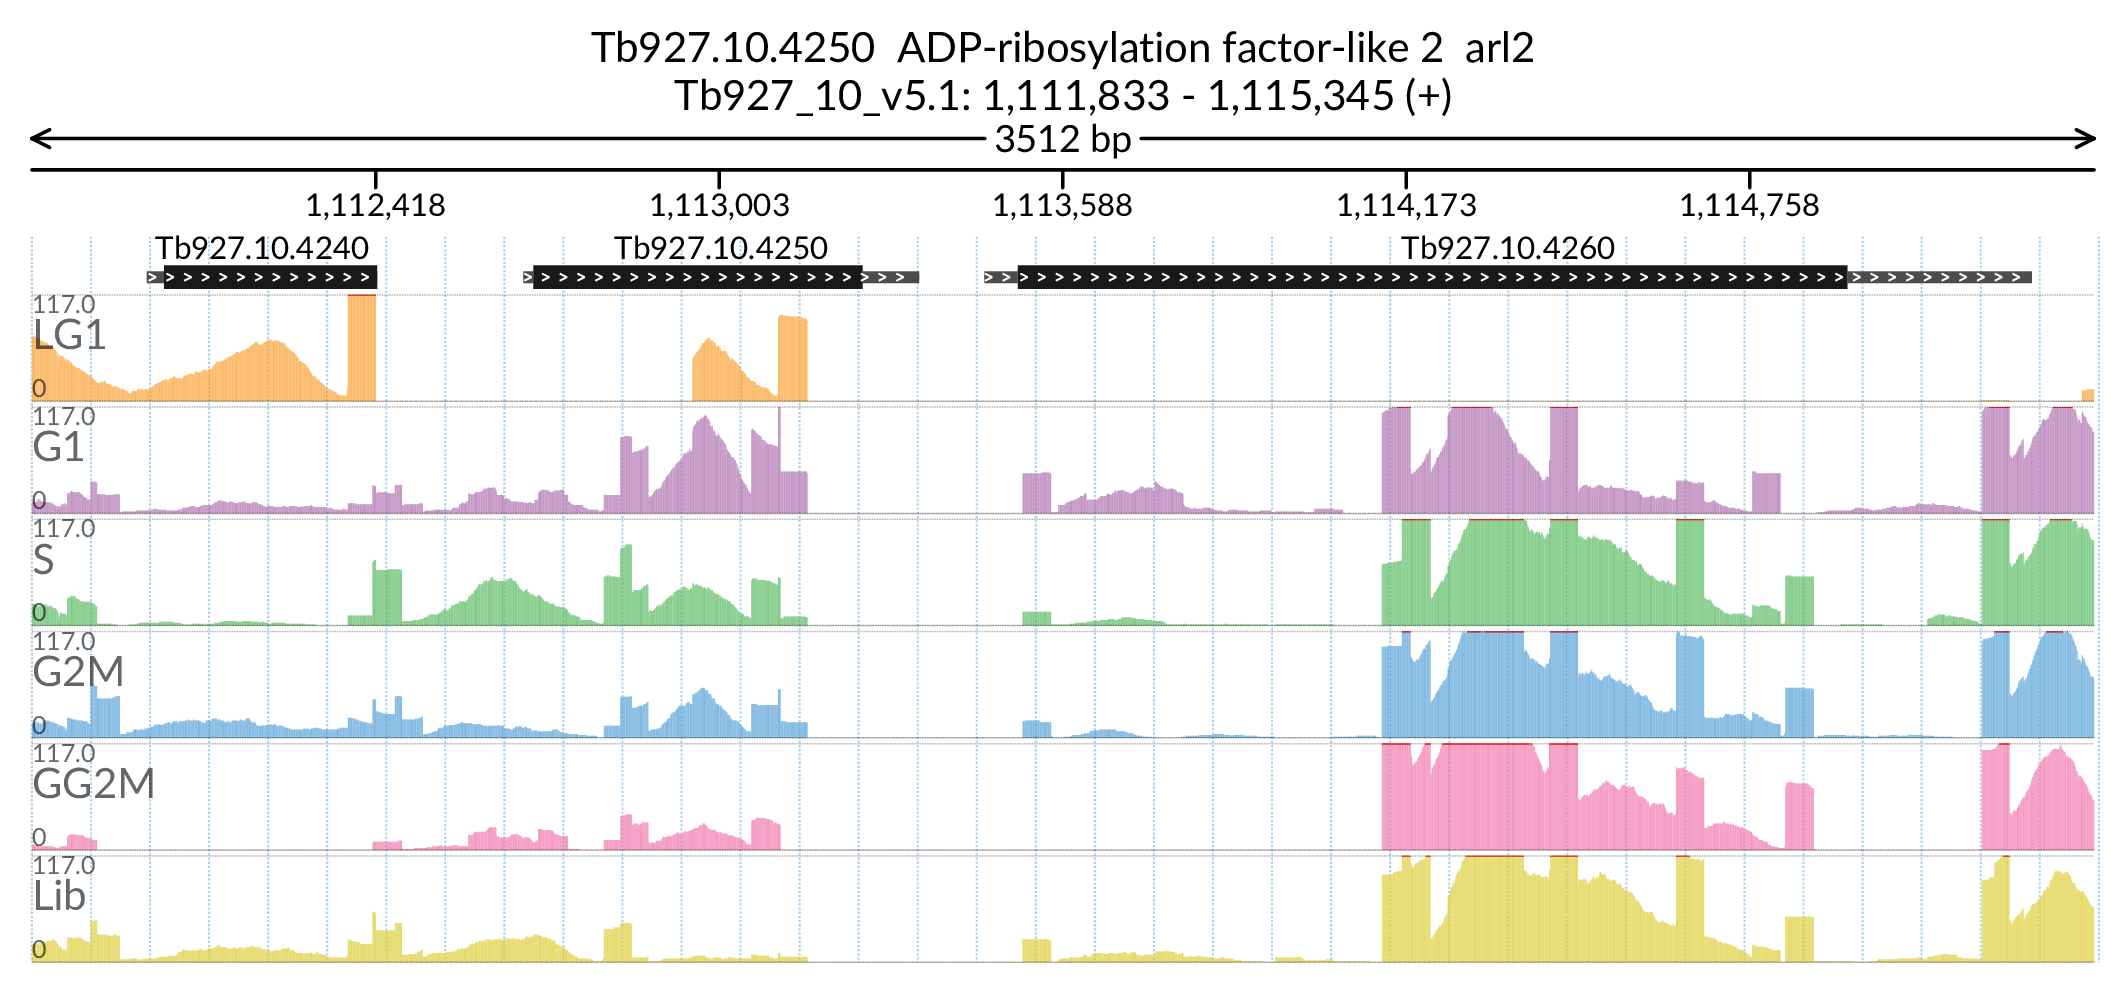 Tb927.10.4250 ADP-ribosylation factor-like 2 arl2
Tb927_10_v5.1: 1,111,833 - 1,115,345 (+)
3512 bp
1,112,418 1,113,003 1,113,588 1,114,173 1,114,758
Tb927.10.4240 Tb927.10.4250 Tb927.10.4260
117.0
LG1
0
117.0
G1
0
117.0
S
0
117.0
G2M
0
117.0
GG2M
0
117.0
Lib
0